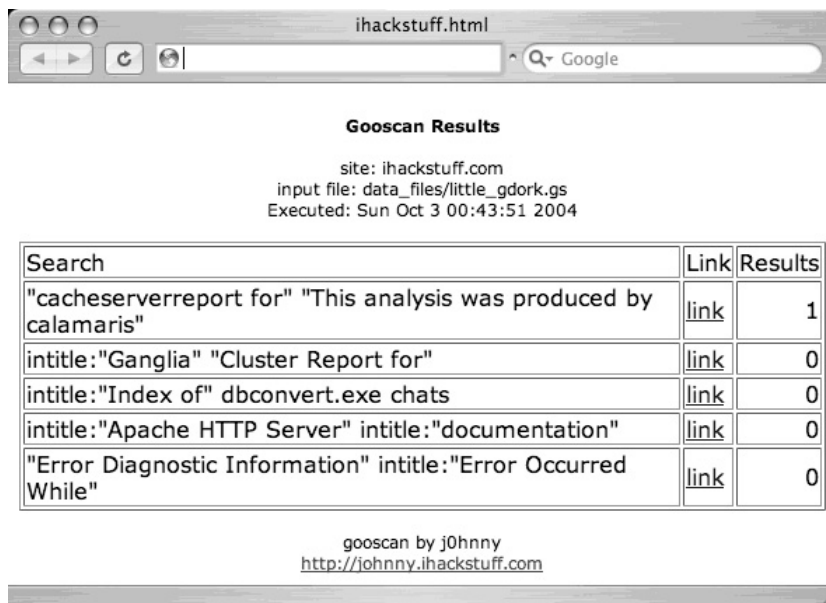 ihackstuff.html
Google
Gooscan Results
site: ihackstuff.com
input file: data_files/little_gdork.gs
Executed: Sun Oct 3 00:43:51 2004
Search Link Results
"cacheserverreport for" "This analysis was produced by
calamaris" link 1
intitle:"Ganglia" "Cluster Report for" link 0
intitle:"Index of" dbconvert.exe chats link 0
intitle:"Apache HTTP Server" intitle:"documentation" link 0
"Error Diagnostic Information" intitle:"Error Occurred
While" link 0
gooscan by j0hnny
http://johnny.ihackstuff.com